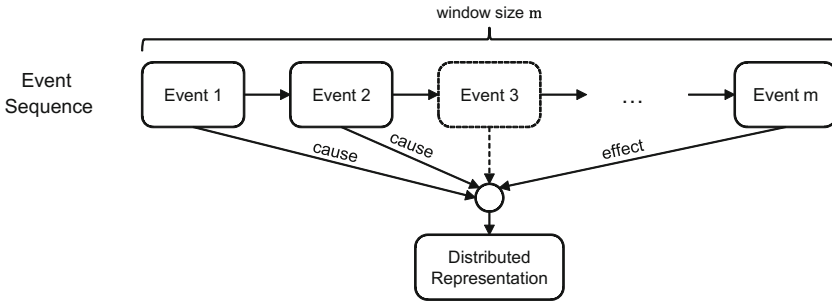 window size m
Event
Sequence
Event 1
Event 2
Event 3
...
Event m
cause
cause
effect
Distributed
Representation